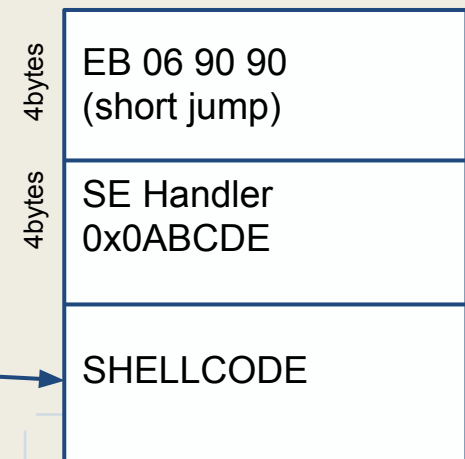 4bytes
EB 06 90 90
(short jump)
4bytes
SE Handler
0x0ABCDE
SHELLCODE